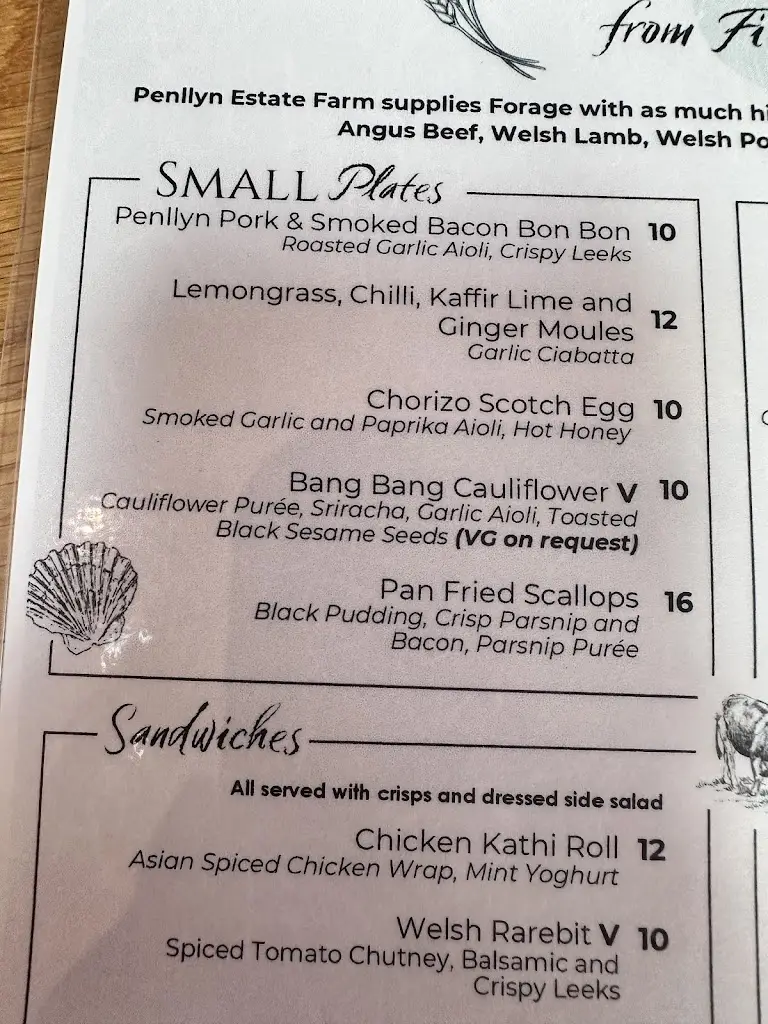 from
Penllyn Estate Farm supplies Forage with as much
Angus Beef, Welsh Lamb, Welsh
SMALL Plates
Penllyn Pork & Smoked Bacon Bon Bon 10
Roasted Garlic Aioli, Crispy Leeks
Lemongrass, Chilli, Kaffir Lime and
Ginger Moules 12
Garlic Ciabatta
Chorizo Scotch Egg 10
Smoked Garlic and Paprika Aioli, Hot Honey
Bang Bang Cauliflower V 10
Cauliflower Purée, Sriracha, Garlic Aioli, Toasted
Black Sesame Seeds (VG on request)
Pan Fried Scallops 16
Black Pudding, Crisp Parsnip and
Bacon, Parsnip Purée
Sandwiches
All served with crisps and dressed side salad
Chicken Kathi Roll 12
Asian Spiced Chicken Wrap, Mint Yoghurt
Welsh Rarebit V 10
Spiced Tomato Chutney, Balsamic and
Crispy Leeks